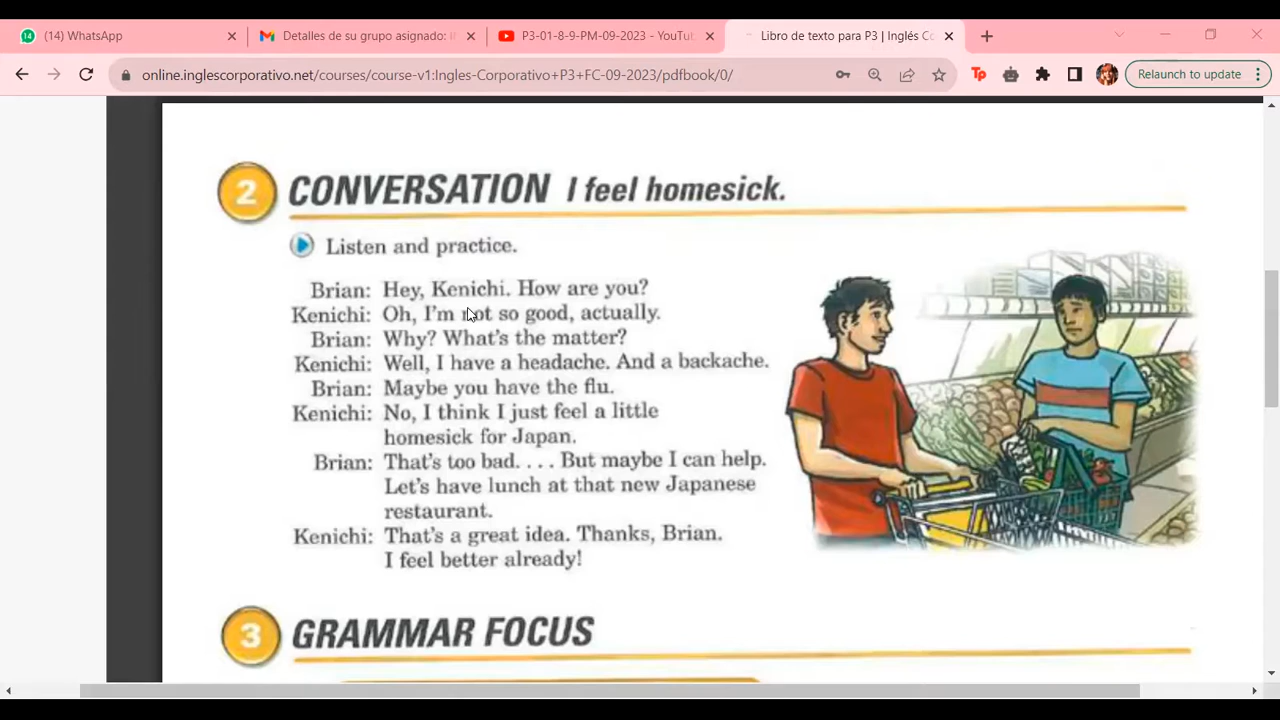 14
(14) WhatsApp
Detalles de su grupo asignado: I
P3-01-8-9-PM-09-2023 - YouTu
Libro de texto para P3 | Inglés Co
online.inglescorporativo.net/courses/course-v1:Ingles-Corporativo+P3+FC-09-2023/pdfbook/0/
Tp
Relaunch to update
2 CONVERSATION I feel homesick.
Listen and practice.
Brian: Hey, Kenichi. How are you?
Kenichi: Oh, I'm not so good, actually.
Brian: Why? What's the matter?
Kenichi: Well, I have a headache. And a backache.
Brian: Maybe you have the flu.
Kenichi: No, I think I just feel a little
homesick for Japan.
Brian: That's too bad. . . . But maybe I can help.
Let's have lunch at that new Japanese
restaurant.
Kenichi: That's a great idea. Thanks, Brian.
I feel better already!
3 GRAMMAR FOCUS